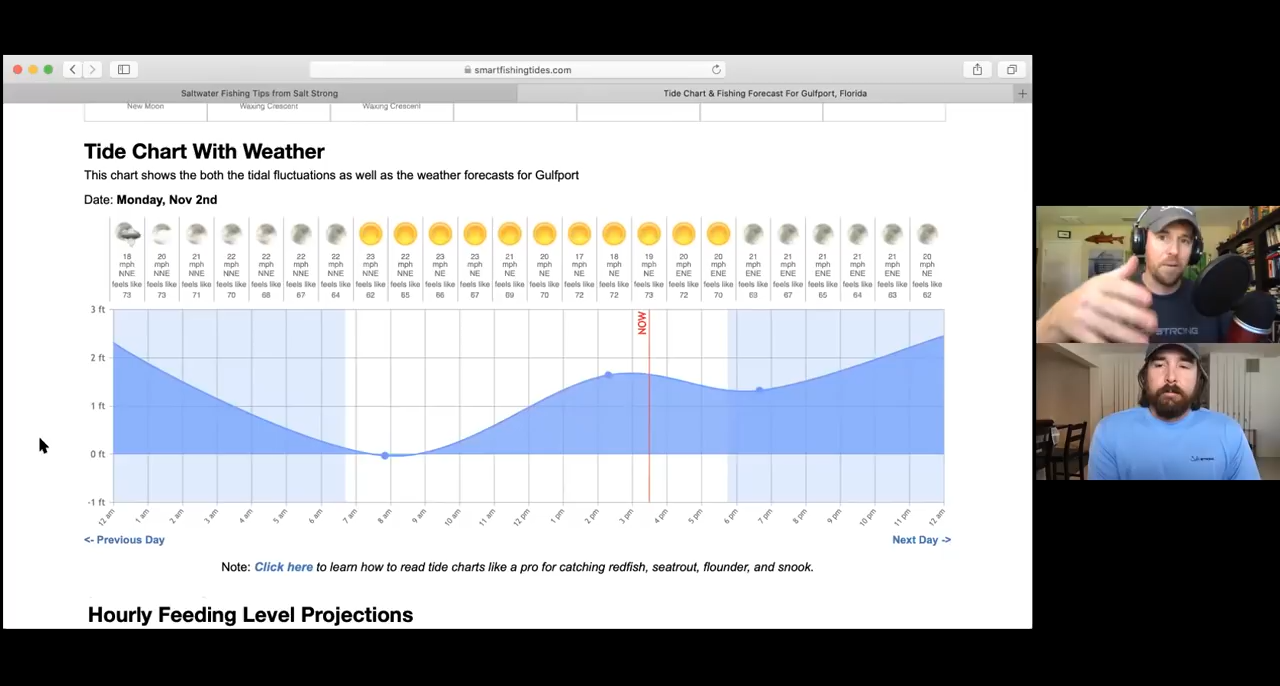 smartfishingtides.com
Saltwater Fishing Tips from Salt Strong
Tide Chart & Fishing Forecast For Gulfport, Florida
New Moon Waxing Crescent Waxing Crescent
Tide Chart With Weather
This chart shows the both the tidal fluctuations as well as the weather forecasts for Gulfport
Date: Monday, Nov 2nd
18 20 21 22 22 22 22 23 22 23 23 21 20 17 18 19 20 20 21 21 21 21 21 20
mph mph mph mph mph mph mph mph mph mph mph mph mph mph mph mph mph mph mph mph mph mph mph mph
NNE NNE NNE NNE NNE NNE NNE NNE NNE NNE NE NE NE NE NE NE ENE ENE ENE ENE ENE ENE ENE NE
feels like feels like feels like feels like feels like feels like feels like feels like feels like feels like feels like feels like feels like feels like feels like feels like feels like feels like feels like feels like feels like feels like feels like feels like
73 73 71 70 68 67 64 62 65 66 67 69 70 72 72 73 72 70 69 67 65 64 63 62
NOW
3 ft
2 ft
1 ft
0 ft
-1 ft
12 am 1 am 2 am 3 am 4 am 5 am 6 am 7 am 8 am 9 am 10 am 11 am 12 pm 1 pm 2 pm 3 pm 4 pm 5 pm 6 pm 7 pm 8 pm 9 pm 10 pm 11 pm 12 am
<- Previous Day
Next Day ->
Note: Click here to learn how to read tide charts like a pro for catching redfish, seatrout, flounder, and snook.
Hourly Feeding Level Projections
STRONG